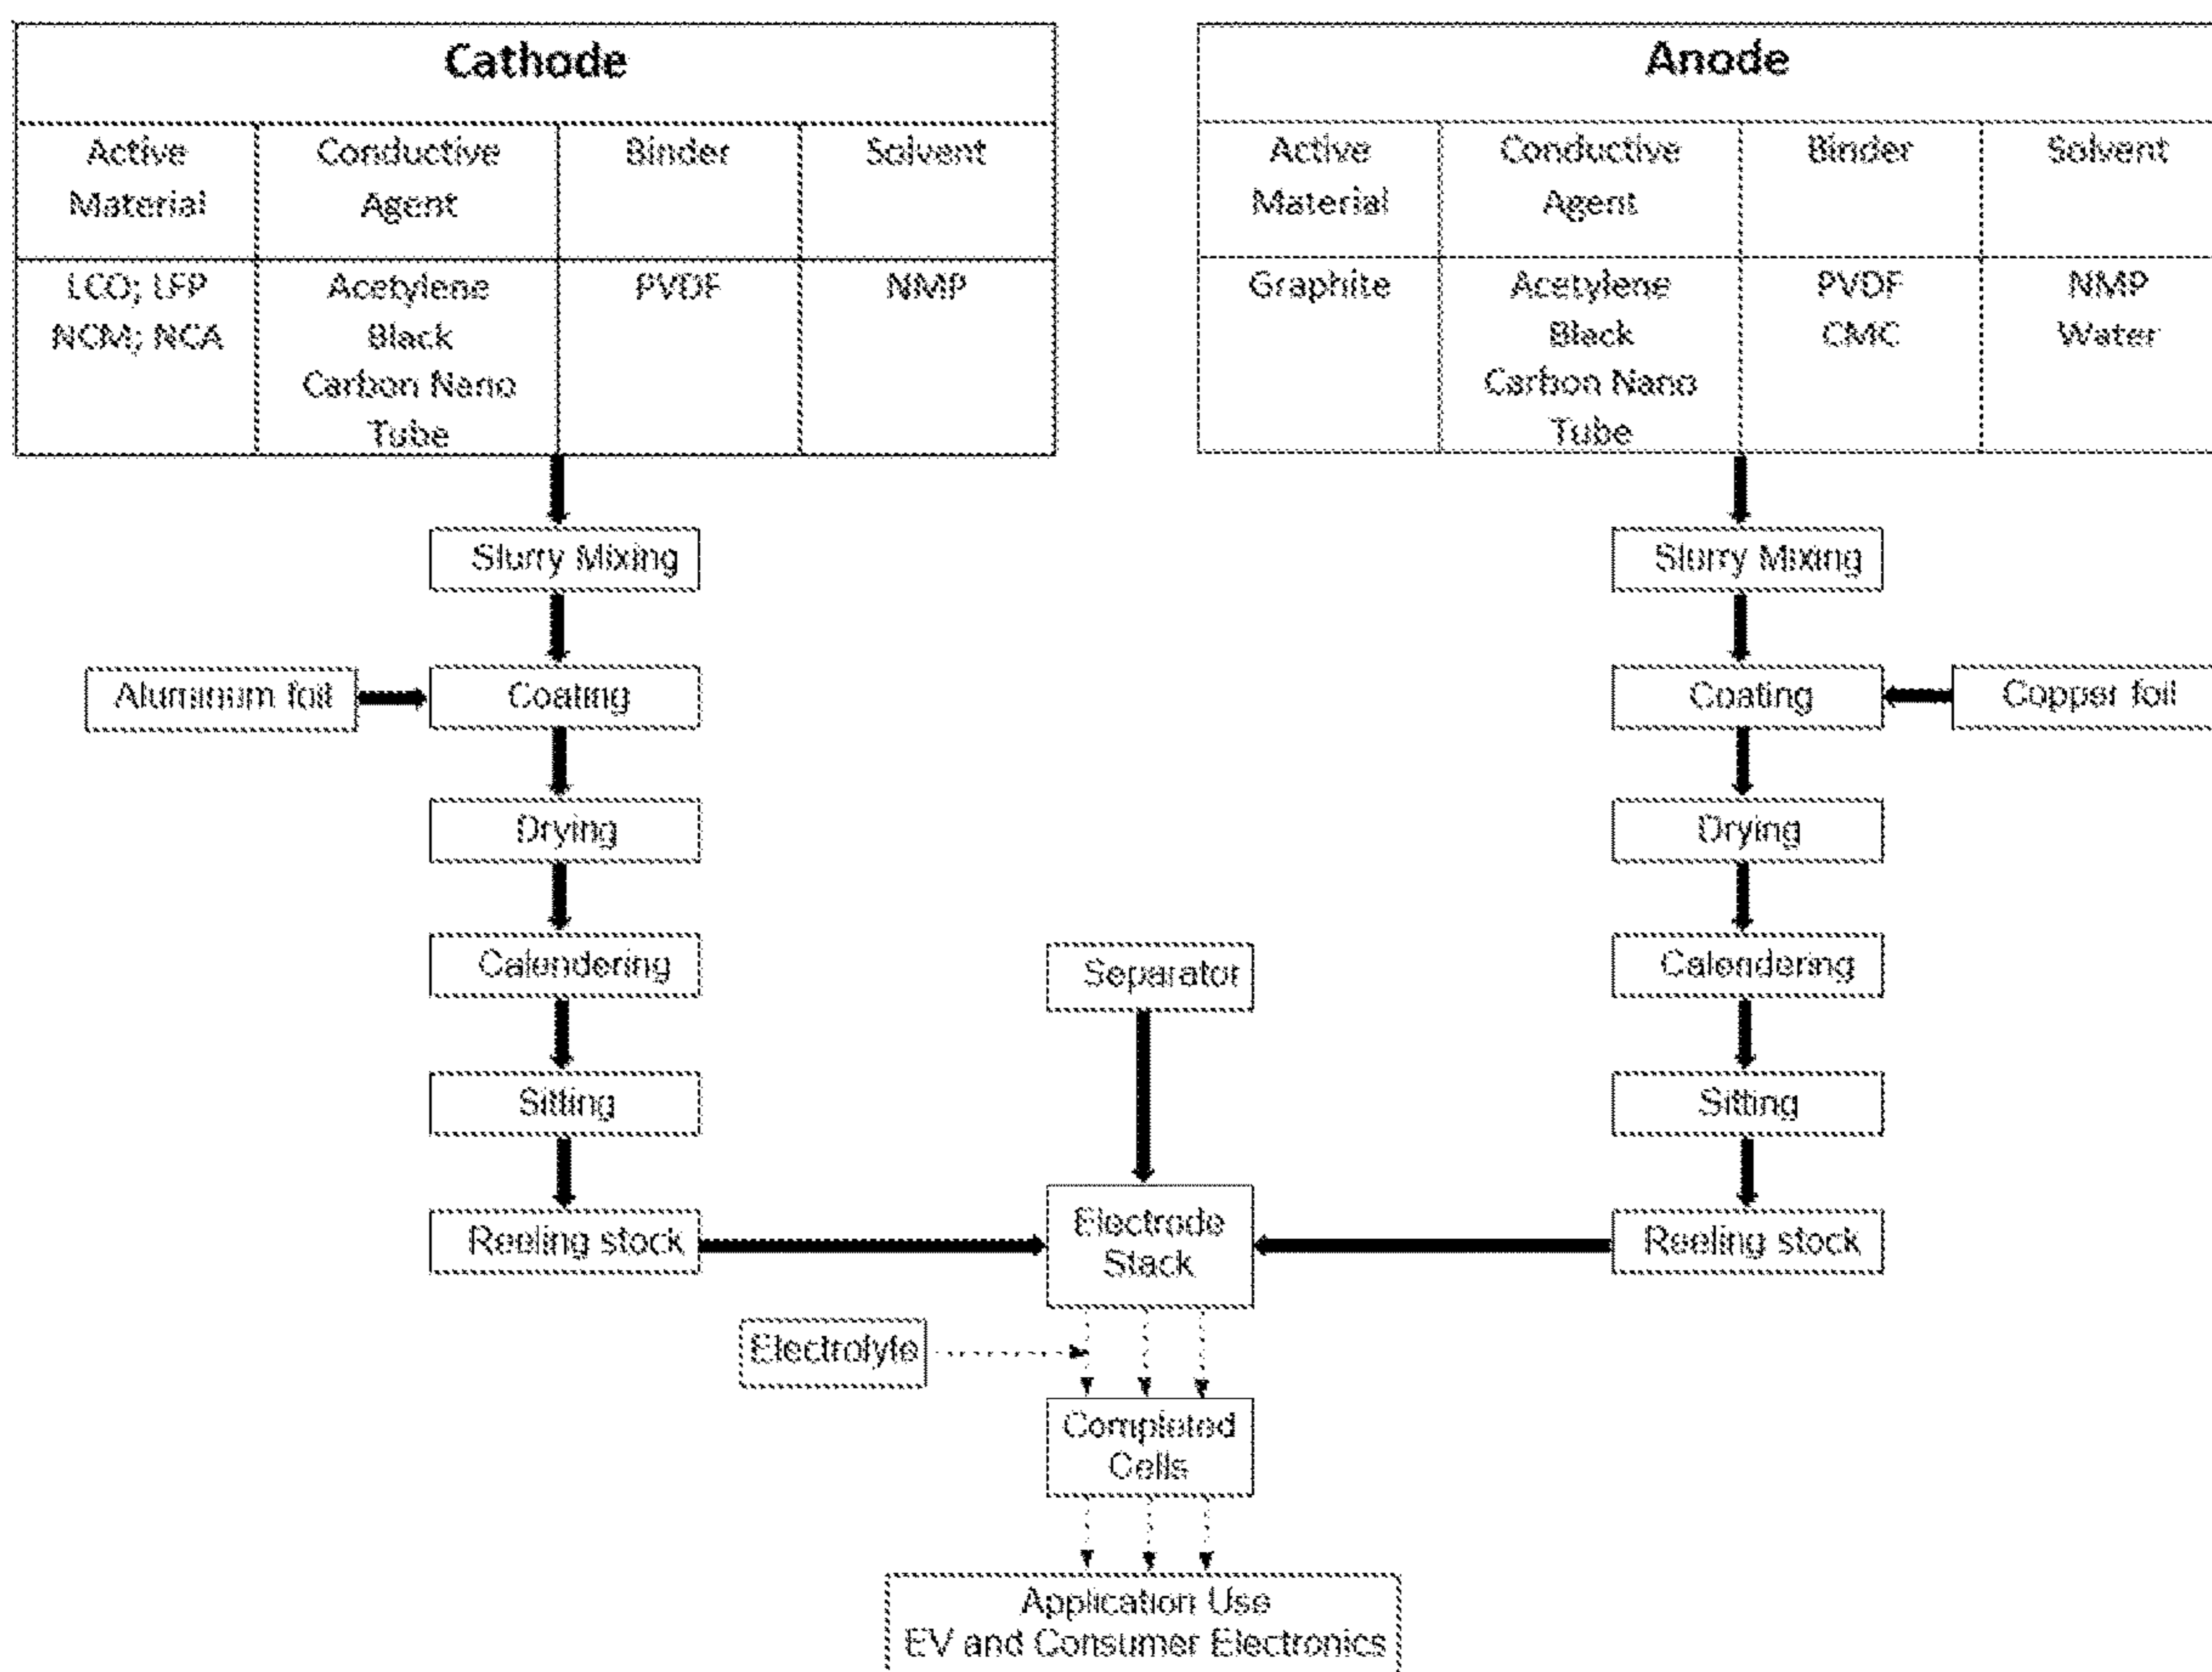 Cathode
Active
Material
Conductive
Agent
Binder
Solvent
LCO; LFP
NCM; NCA
Acetylene
Black
Carbon Nano
Tube
PVDF
NMP
Anode
Active
Material
Conductive
Agent
Binder
Solvent
Graphite
Acetylene
Black
Carbon Nano
Tube
PVDF
CMC
NMP
Water
Slurry Mixing
Slurry Mixing
Aluminum foil
Coating
Coating
Copper foil
Drying
Drying
Calendering
Separator
Calendering
Sitting
Sitting
Reeling stock
Electrode
Stack
Reeling stock
Electrolyte
Completed
Cells
Application Use
EV and Consumer Electronics